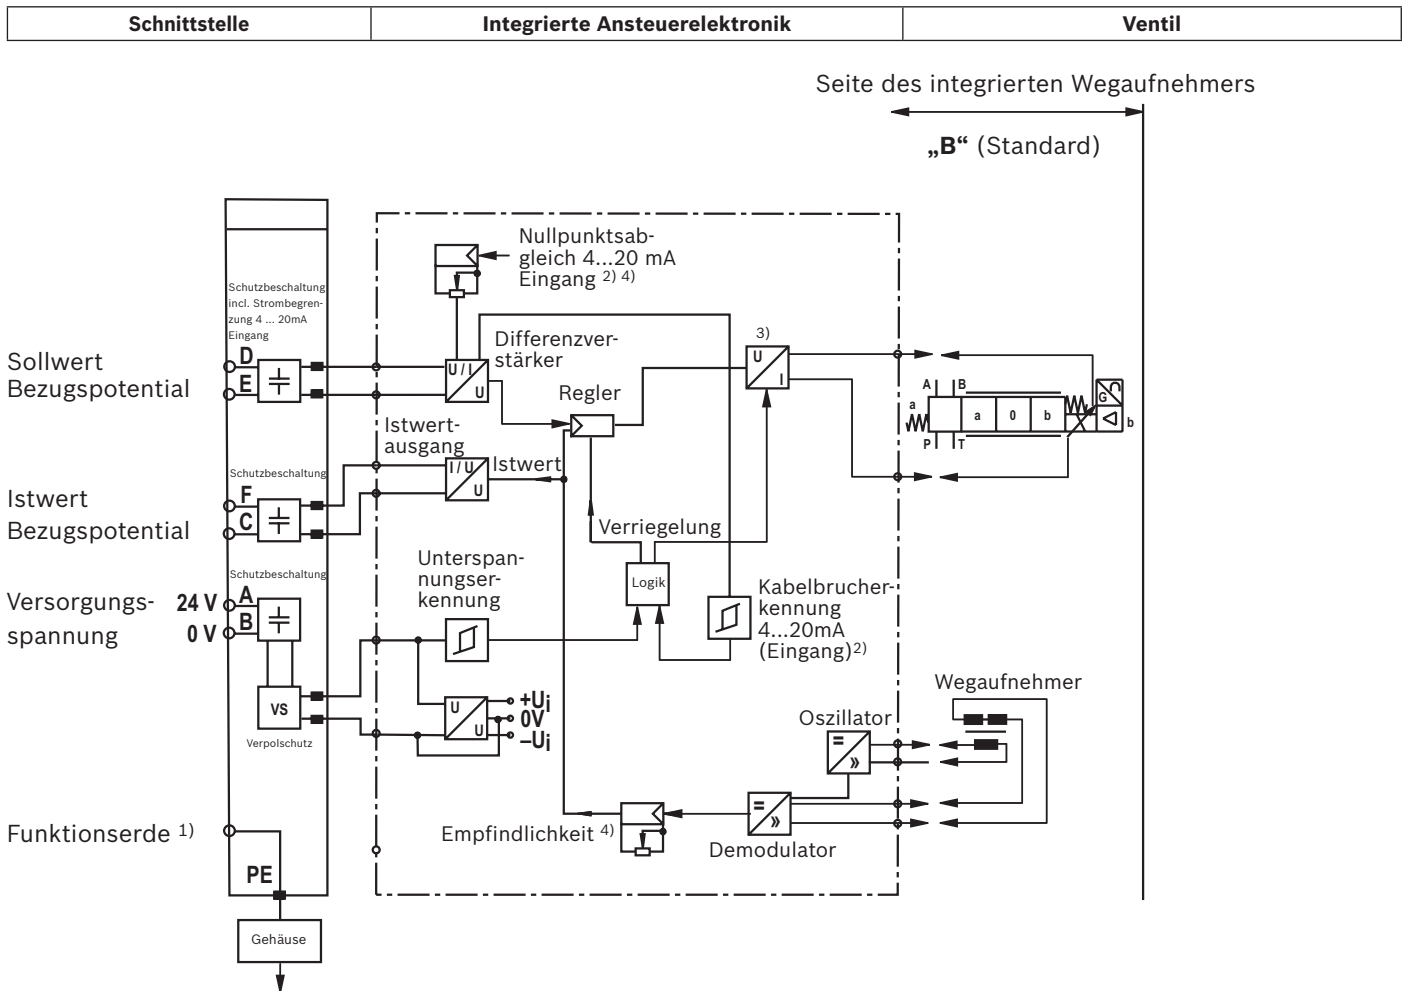 Schnittstelle
Integrierte Ansteuerelektronik
Ventil
Seite des integrierten Wegaufnehmers
„B“ (Standard)
Nullpunktsab-
gleich 4...20 mA
Eingang 2) 4)
Schutzbeschaltung
incl. Strombegren-
zung 4 ... 20mA
Eingang
Sollwert
Bezugspotential
D
E
U / I
U
Differenzver-
stärker
Regler
3)
U
I
A
B
a
a
0
b
G
b
P
T
Istwert-
ausgang
I / U
U
Istwert
Schutzbeschaltung
Istwert
Bezugspotential
F
C
Verriegelung
Unterspan-
nungser-
kennung
Logik
Kabelbrucher-
kennung
4...20mA
(Eingang)2)
Schutzbeschaltung
Versorgungs-
spannung
24 V
0 V
A
B
VS
Verpolschutz
U
U
+Ui
0V
–Ui
Wegaufnehmer
Oszillator
=
»
Empfindlichkeit 4)
=
»
Demodulator
Funktionserde 1)
PE
Gehäuse